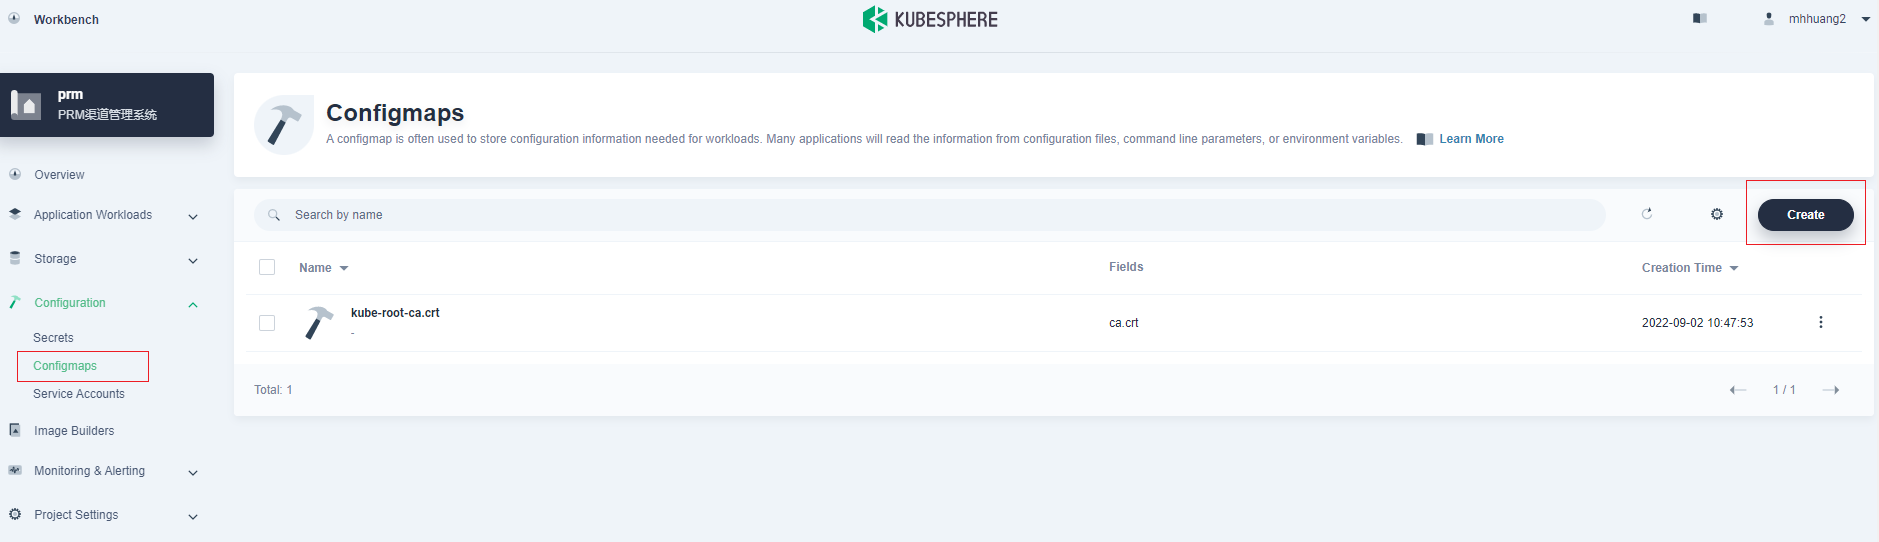 Workbench
KUBESPHERE
mhhuang2
prm
PRM渠道管理系统
Overview
Application Workloads
Storage
Configuration
Secrets
Configmaps
Service Accounts
Image Builders
Monitoring & Alerting
Project Settings
Configmaps
A configmap is often used to store configuration information needed for workloads. Many applications will read the information from configuration files, command line parameters, or environment variables. Learn More
Search by name
Create
Name Fields Creation Time
kube-root-ca.crt
-
ca.crt
2022-09-02 10:47:53
Total: 1
1 / 1